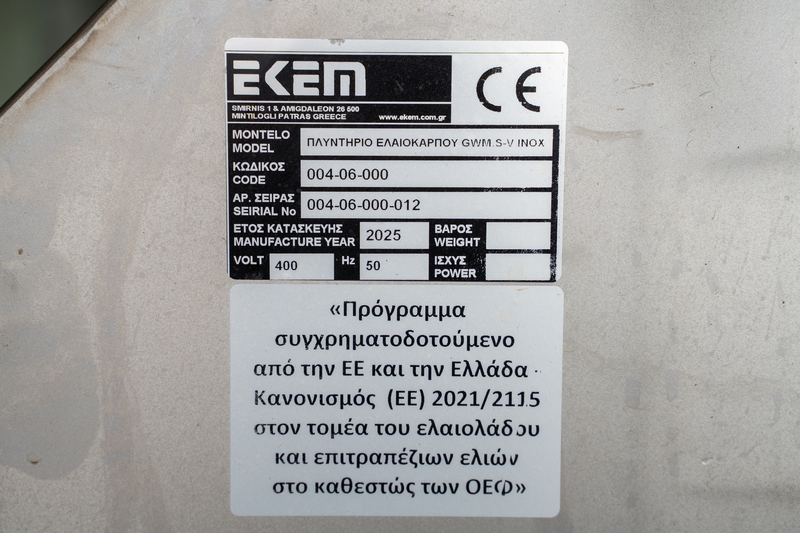 EKEM
CE
SMIRNIS 1 & AMIGDALEON 26 500
MINTILOGLI PATRAS GREECE www.ekem.com.gr
ΜΟΝΤΕLΟ ΠΛΥΝΤΗΡΙΟ ΕΛΑΙΟΚΑΡΠΟΥ GWM.S-V INOX
MODEL
ΚΩΔΙΚΟΣ 004-06-000
CODE
ΑΡ. ΣΕΙΡΑΣ 004-06-000-012
SEIRIAL No
ΕΤΟΣ ΚΑΤΑΣΚΕΥΗΣ 2025 ΒΑΡΟΣ
MANUFACTURE YEAR WEIGHT
VOLT 400 Hz 50 ΙΣΧΥΣ
POWER
«Πρόγραμμα
συγχρηματοδοτούμενο
από την ΕΕ και την Ελλάδα -
Κανονισμός (ΕΕ) 2021/2115
στον τομέα του ελαιολάδου
και επιτραπέζιων ελιών
στο καθεστώς των ΟΕΦ»